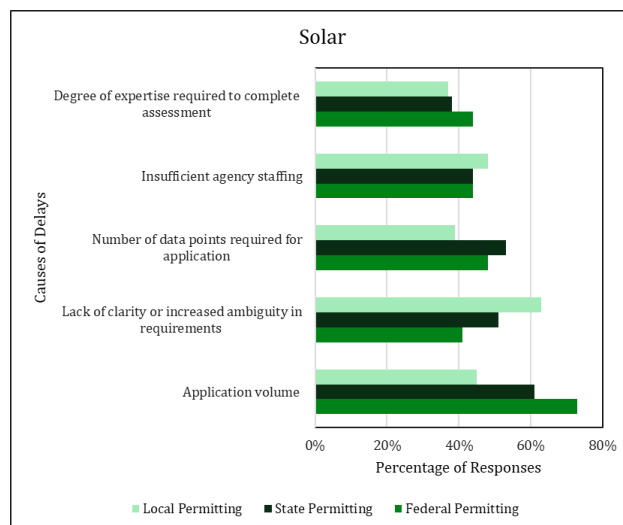 Solar
Degree of expertise required to complete
assessment
Insufficient agency staffing
Number of data points required for
application
Lack of clarity or increased ambiguity in
requirements
Application volume
Causes of Delays
0% 20% 40% 60% 80%
Percentage of Responses
Local Permitting State Permitting Federal Permitting